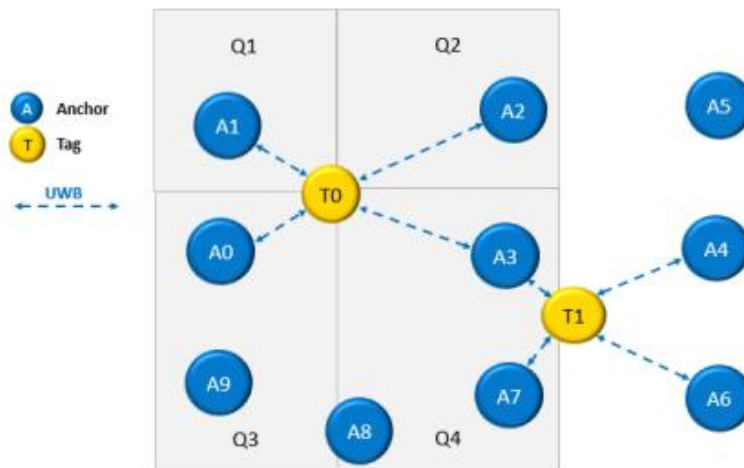 Q1 Q2
A Anchor
T Tag
UWB
A1
A2
A5
T0
A0
A3
A4
T1
A9
A7
A6
A8
Q3
Q4